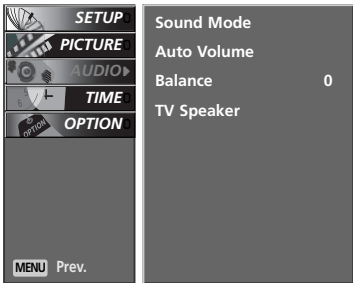 SETUP
PICTURE
AUDIO
TIME
OPTION
MENU Prev.
Sound Mode
Auto Volume
Balance 0
TV Speaker